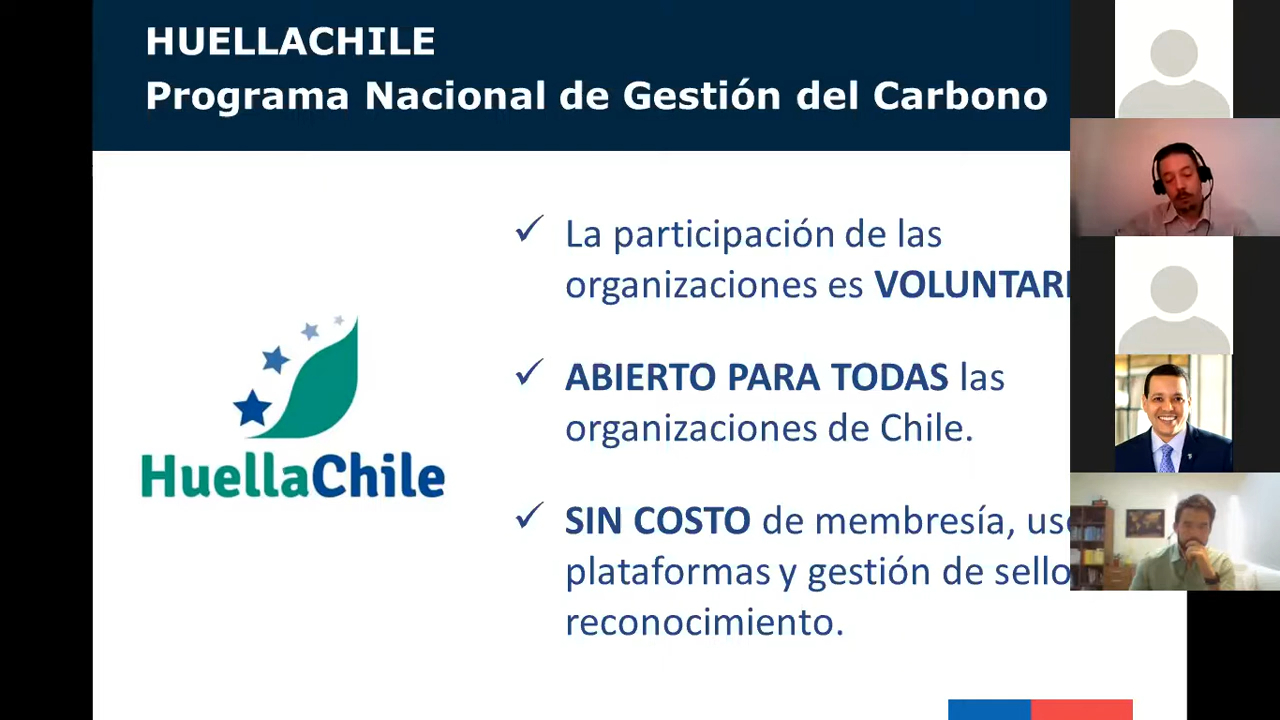 HUELLACHILE
Programa Nacional de Gestión del Carbono
La participación de las
organizaciones es VOLUNTAR
ABIERTO PARA TODAS las
organizaciones de Chile.
SIN COSTO de membresía, us
plataformas y gestión de sello
reconocimiento.
HuellaChile